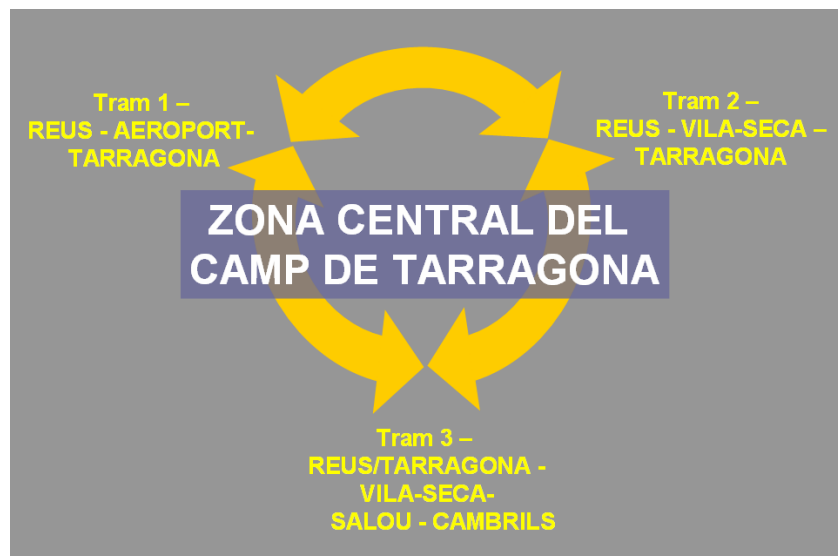 Tram 1 –
REUS - AEROPORT-
TARRAGONA
Tram 2 –
REUS - VILA-SECA –
TARRAGONA
ZONA CENTRAL DEL
CAMP DE TARRAGONA
Tram 3 –
REUS/TARRAGONA -
VILA-SECA-
SALOU - CAMBRILS